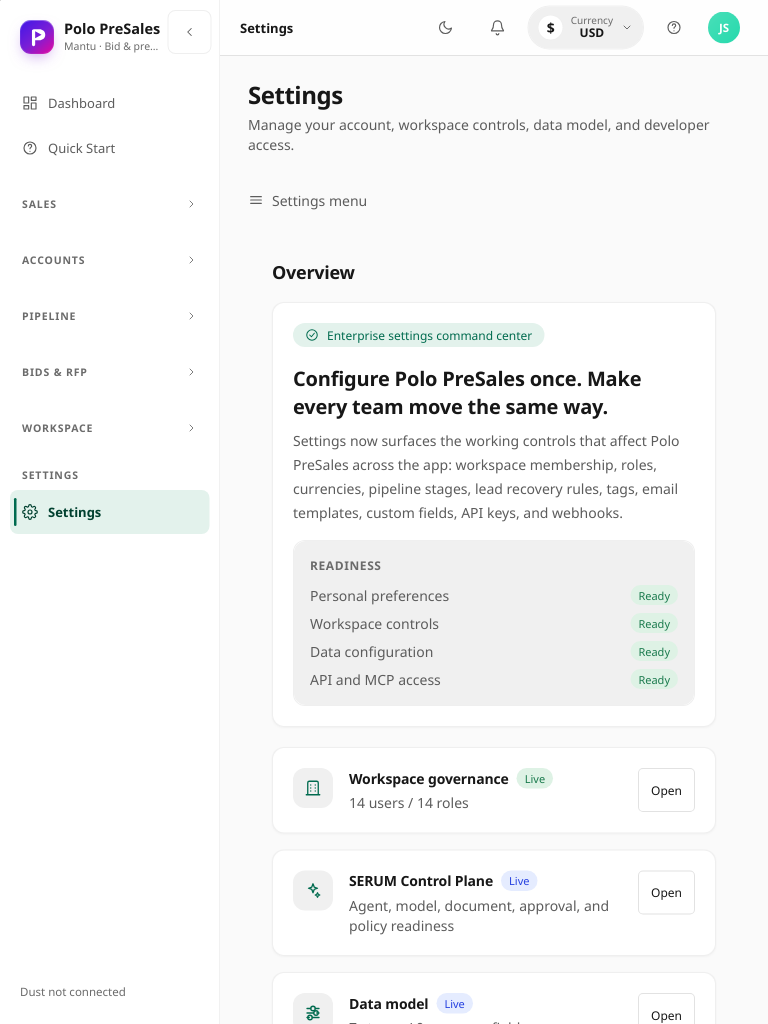 Polo PreSales
Mantu · Bid & pre...
Settings
$
Currency
USD
JS
Dashboard
Quick Start
SALES
ACCOUNTS
PIPELINE
BIDS & RFP
WORKSPACE
SETTINGS
Settings
Dust not connected
Settings
Manage your account, workspace controls, data model, and developer
access.
Settings menu
Overview
Enterprise settings command center
Configure Polo PreSales once. Make
every team move the same way.
Settings now surfaces the working controls that affect Polo
PreSales across the app: workspace membership, roles,
currencies, pipeline stages, lead recovery rules, tags, email
templates, custom fields, API keys, and webhooks.
READINESS
Personal preferences Ready
Workspace controls Ready
Data configuration Ready
API and MCP access Ready
Workspace governance Live
14 users / 14 roles
Open
SERUM Control Plane Live
Agent, model, document, approval, and
policy readiness
Open
Data model Live
Open